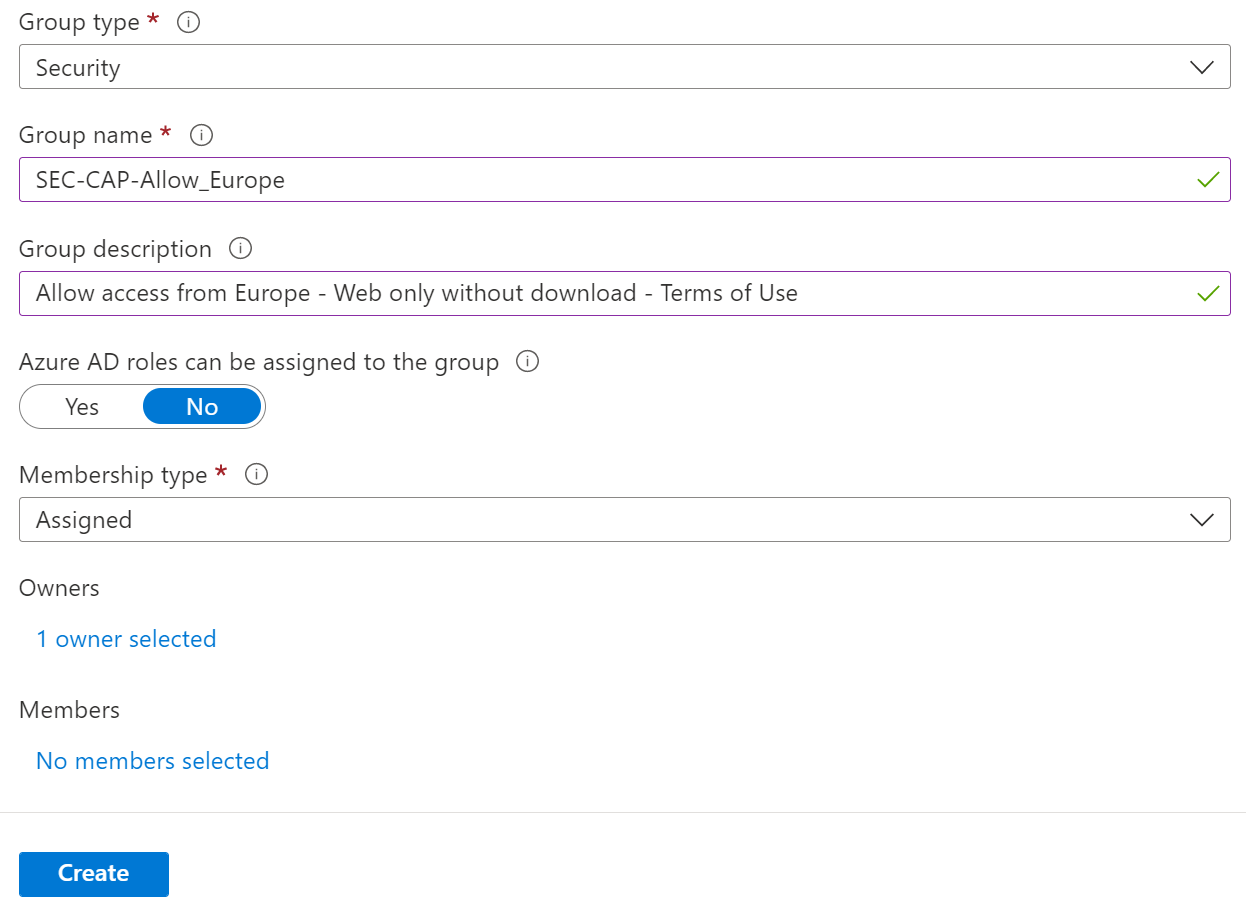 Group type *
Security
Group name *
SEC-CAP-Allow_Europe
Group description
Allow access from Europe - Web only without download - Terms of Use
Azure AD roles can be assigned to the group
Yes No
Membership type *
Assigned
Owners
1 owner selected
Members
No members selected
Create